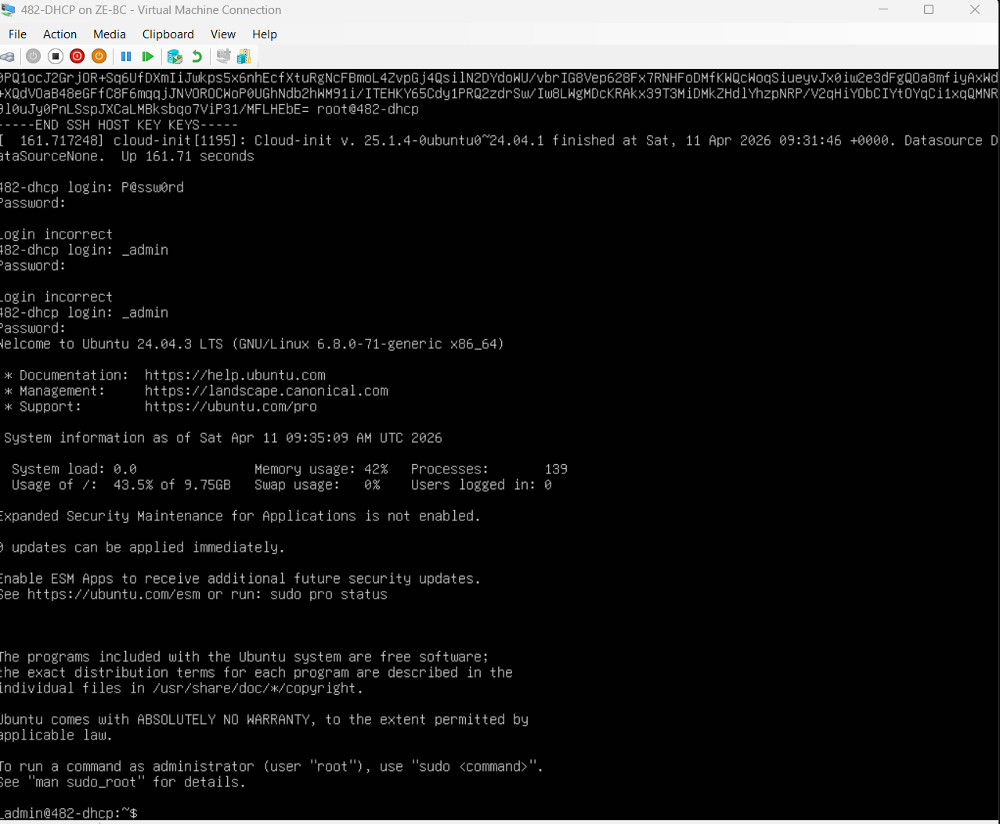 482-DHCP on ZE-BC - Virtual Machine Connection
File Action Media Clipboard View Help
0PQ1ocJ2GrjOR+Sq6UfDXmIiJwkps5x6nhEcfXtuRgNcFBmoL4ZvpGj4QsilN2DYdoWU/vbrIG8Vep628Fx7RNHFoDMfKWQcWoqSiueyvJx0iw2e3dFgQOa8mfiyAxWd
+XQdVOaB48eGFfC8F6mqqjJNVOROCWoP0UGhNdb2hWM91i/ITEHKY65Cdy1PRQ2zdrSw/Iw8LWgMDcKRAkx39T3MiDMkZHdlYhzpNRP/V2qHiYObCIYtOYqCi1xqQMNR
9l0uJy0PnLSspJXCaLMBksbqo7ViP31/MFLHEbE= root@482-dhcp
-----END SSH HOST KEY KEYS-----
[  161.717248] cloud-init[1195]: Cloud-init v. 25.1.4-0ubuntu0~24.04.1 finished at Sat, 11 Apr 2026 09:31:46 +0000. Datasource D
ataSourceNone.  Up 161.71 seconds
482-dhcp login: P@ssw0rd
Password:
Login incorrect
482-dhcp login: _admin
Password:
Login incorrect
482-dhcp login: _admin
Password:
Welcome to Ubuntu 24.04.3 LTS (GNU/Linux 6.8.0-71-generic x86_64)
* Documentation:  https://help.ubuntu.com
* Management:     https://landscape.canonical.com
* Support:        https://ubuntu.com/pro
System information as of Sat Apr 11 09:35:09 AM UTC 2026
System load: 0.0               Memory usage: 42%   Processes:       139
Usage of /:  43.5% of 9.75GB   Swap usage:   0%    Users logged in: 0
Expanded Security Maintenance for Applications is not enabled.
0 updates can be applied immediately.
Enable ESM Apps to receive additional future security updates.
See https://ubuntu.com/esm or run: sudo pro status
The programs included with the Ubuntu system are free software;
the exact distribution terms for each program are described in the
individual files in /usr/share/doc/*/copyright.
Ubuntu comes with ABSOLUTELY NO WARRANTY, to the extent permitted by
applicable law.
To run a command as administrator (user "root"), use "sudo <command>".
See "man sudo_root" for details.
_admin@482-dhcp:~$